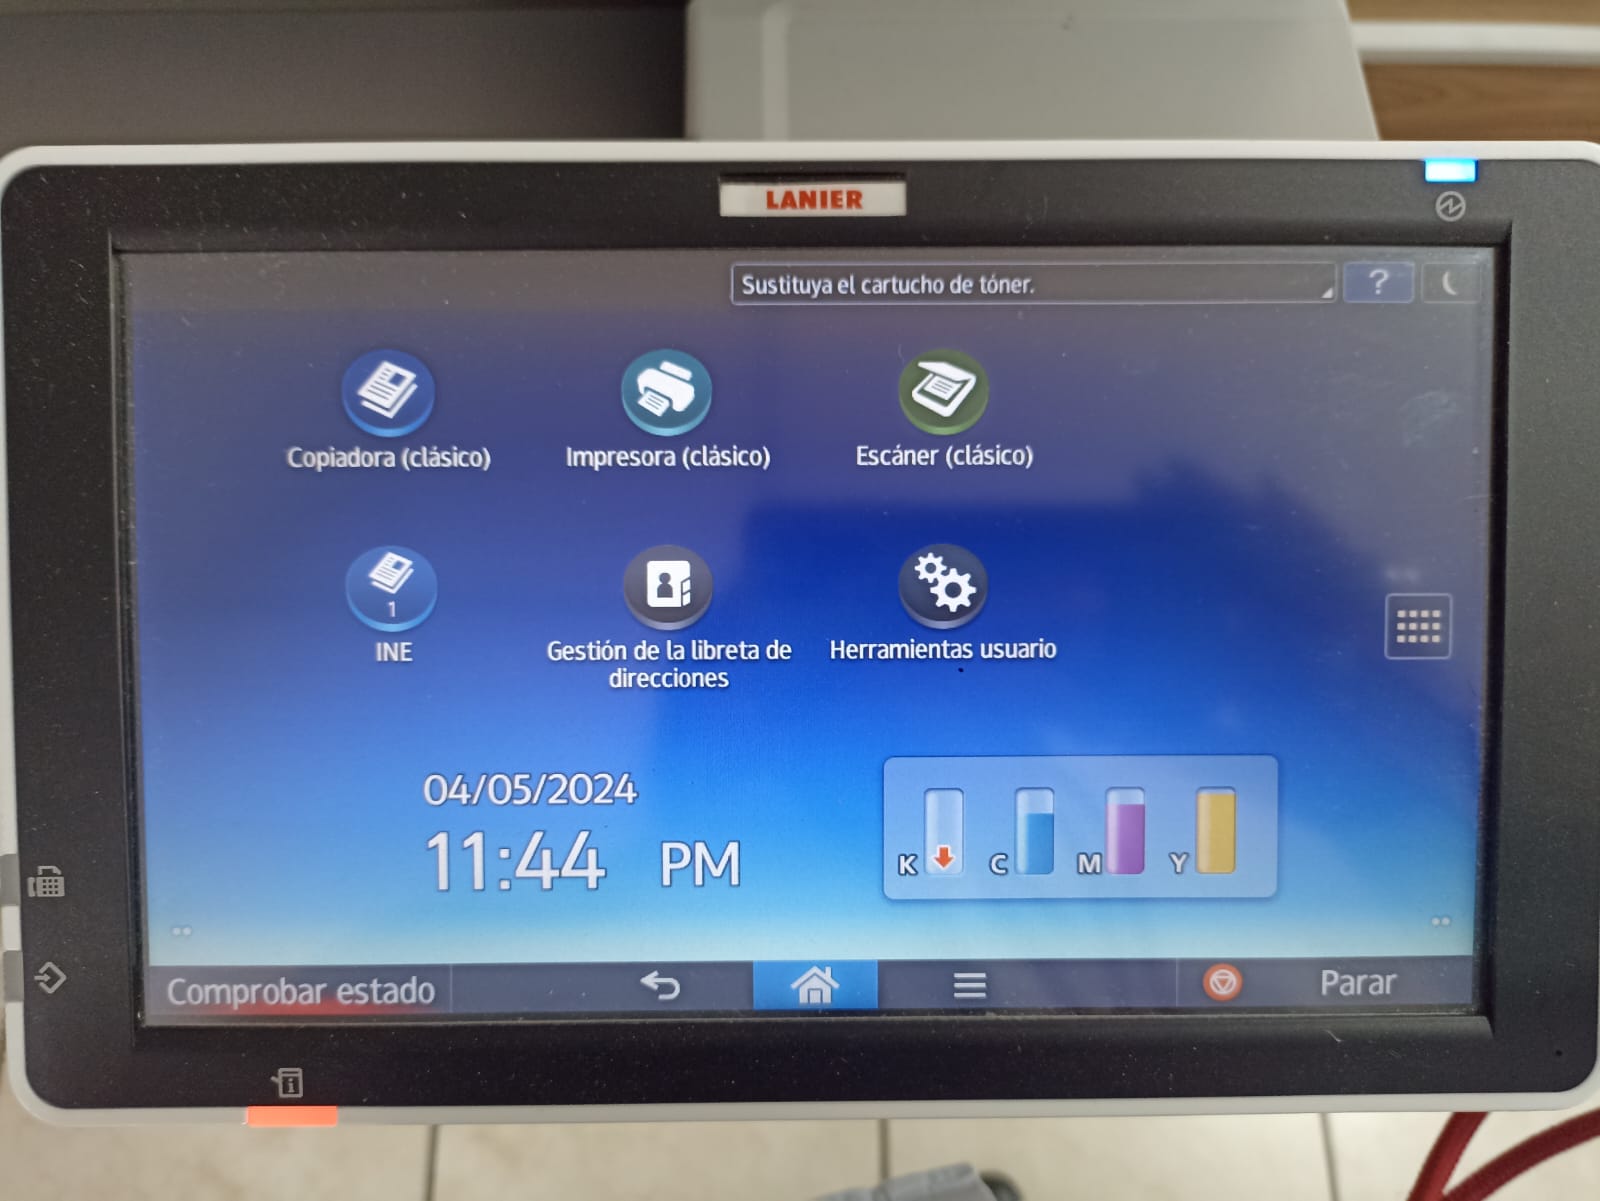 LANIER
Sustituya el cartucho de tóner.
?
Copiadora (clásico)
Impresora (clásico)
Escáner (clásico)
1
INE
Gestión de la libreta de
direcciones
Herramientas usuario
04/05/2024
11:44 PM
K C M Y
Comprobar estado
Parar